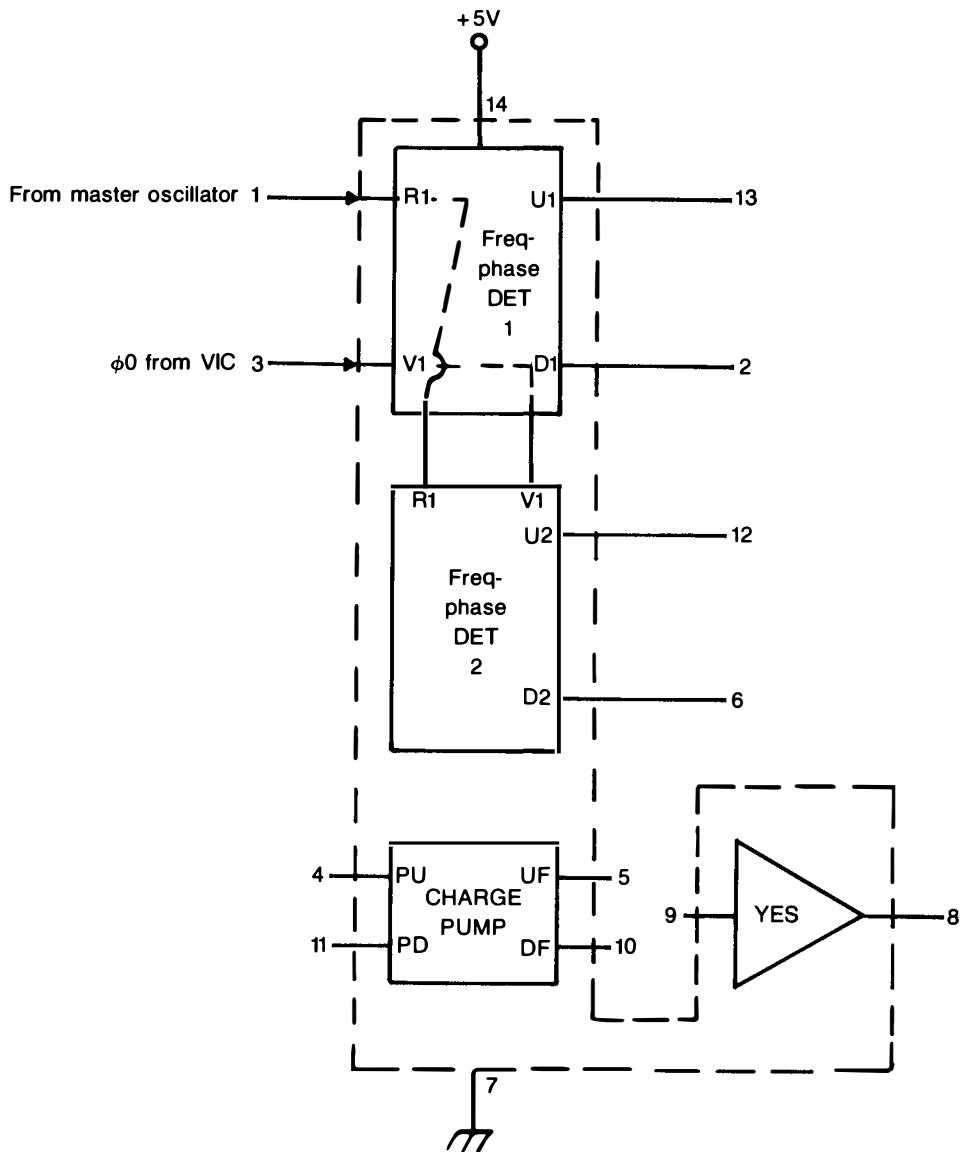 +5V
14
From master oscillator 1
R1
U1
13
Freq-
phase
DET
1
φ0 from VIC 3
V1
D1
2
R1
V1
U2
12
Freq-
phase
DET
2
D2
6
4
PU
UF
5
CHARGE
PUMP
11
PD
DF
10
9
YES
8
7